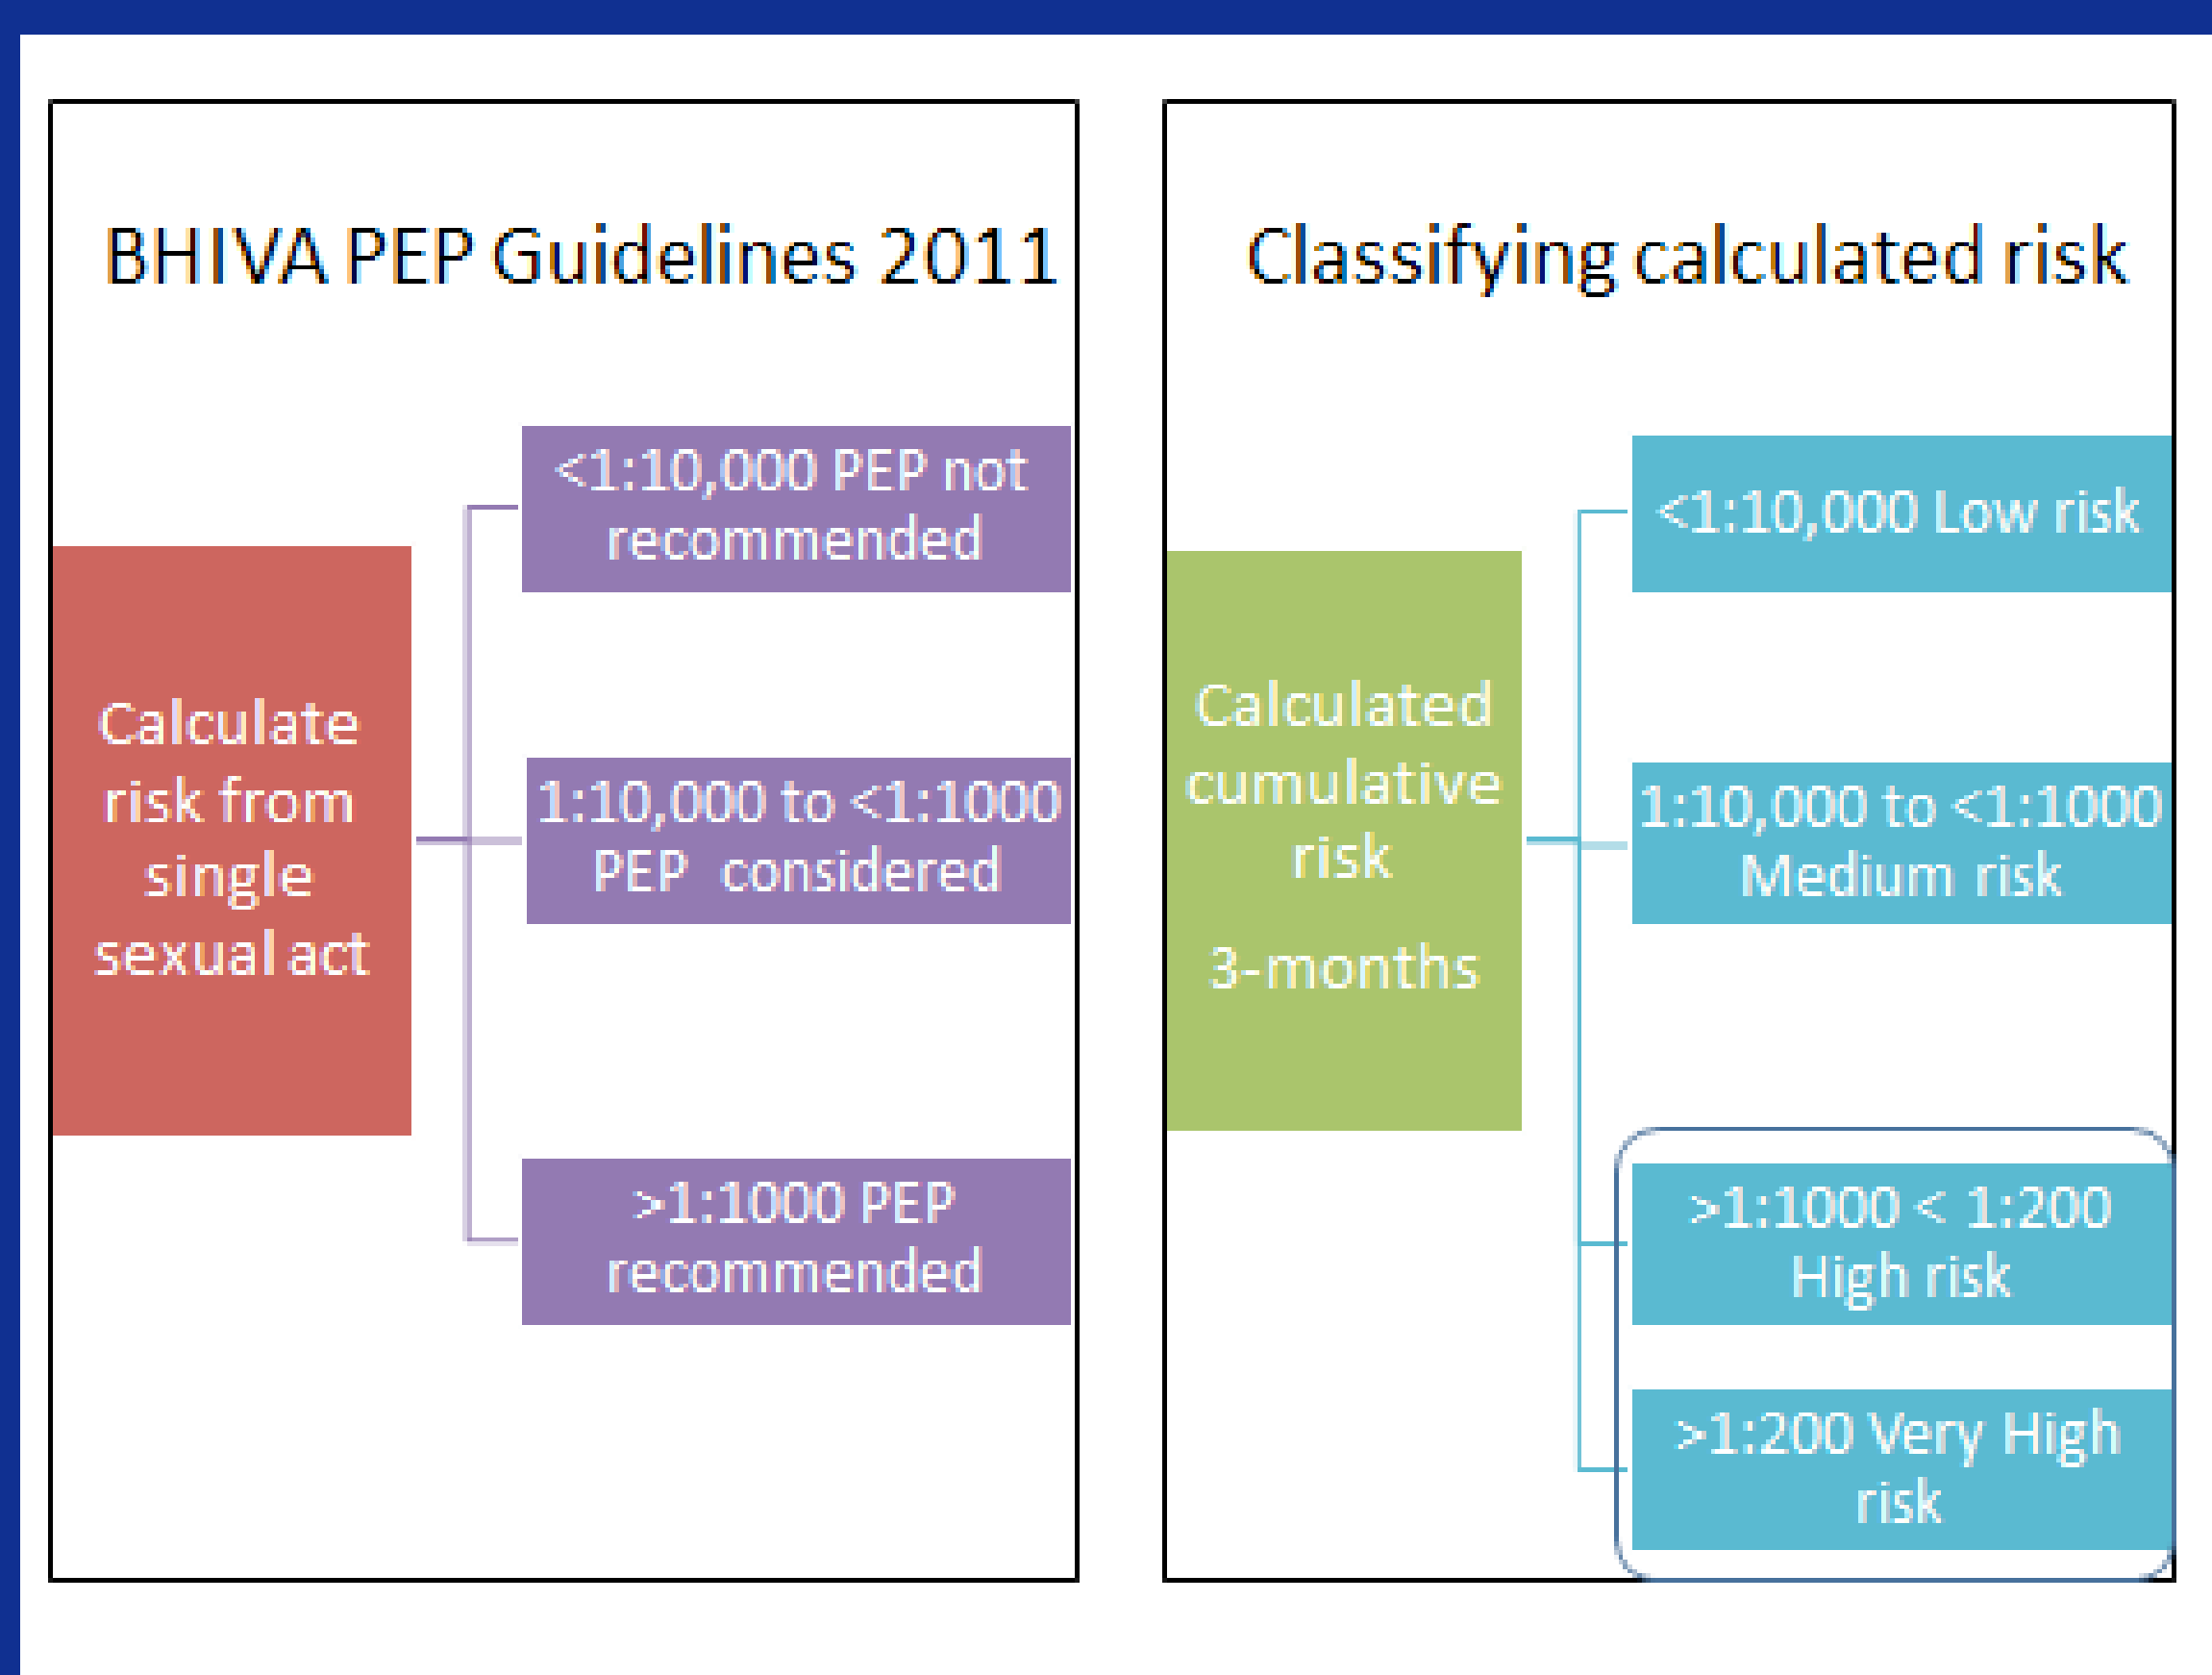 BHIVA PEP Guidelines 2011
Calculate
risk from
single
sexual act
<1:10,000 PEP not
recommended
1:10,000 to <1:1000
PEP  considered
>1:1000 PEP
recommended
Classifying calculated risk
Calculated
cumulative
risk
3-months
<1:10,000 Low risk
1:10,000 to <1:1000
Medium risk
>1:1000 < 1:200
High risk
>1:200 Very High
risk